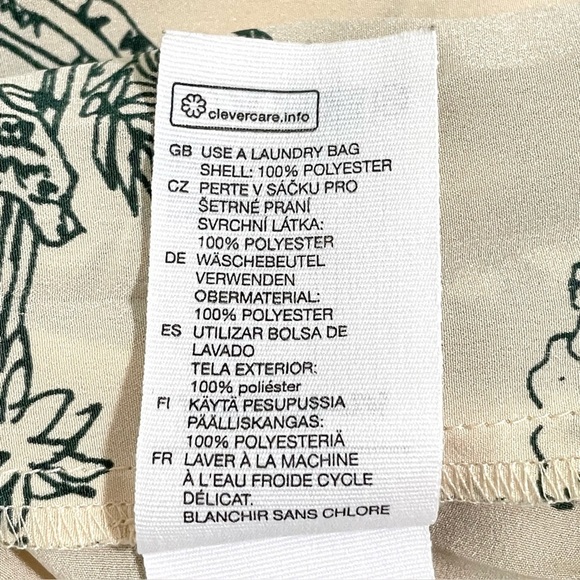 clevercare.info
GB USE A LAUNDRY BAG
SHELL: 100% POLYESTER
CZ PERTE V SÁČKU PRO
ŠETRNÉ PRANÍ
SVRCHNÍ LÁTKA:
100% POLYESTER
DE WÄSCHEBEUTEL
VERWENDEN
OBERMATERIAL:
100% POLYESTER
ES UTILIZAR BOLSA DE
LAVADO
TELA EXTERIOR:
100% poliéster
FI KÄYTÄ PESUPUSSIA
PÄÄLLISKANGAS:
100% POLYESTERIÄ
FR LAVER À LA MACHINE
À L'EAU FROIDE CYCLE
DÉLICAT.
BLANCHIR SANS CHLORE